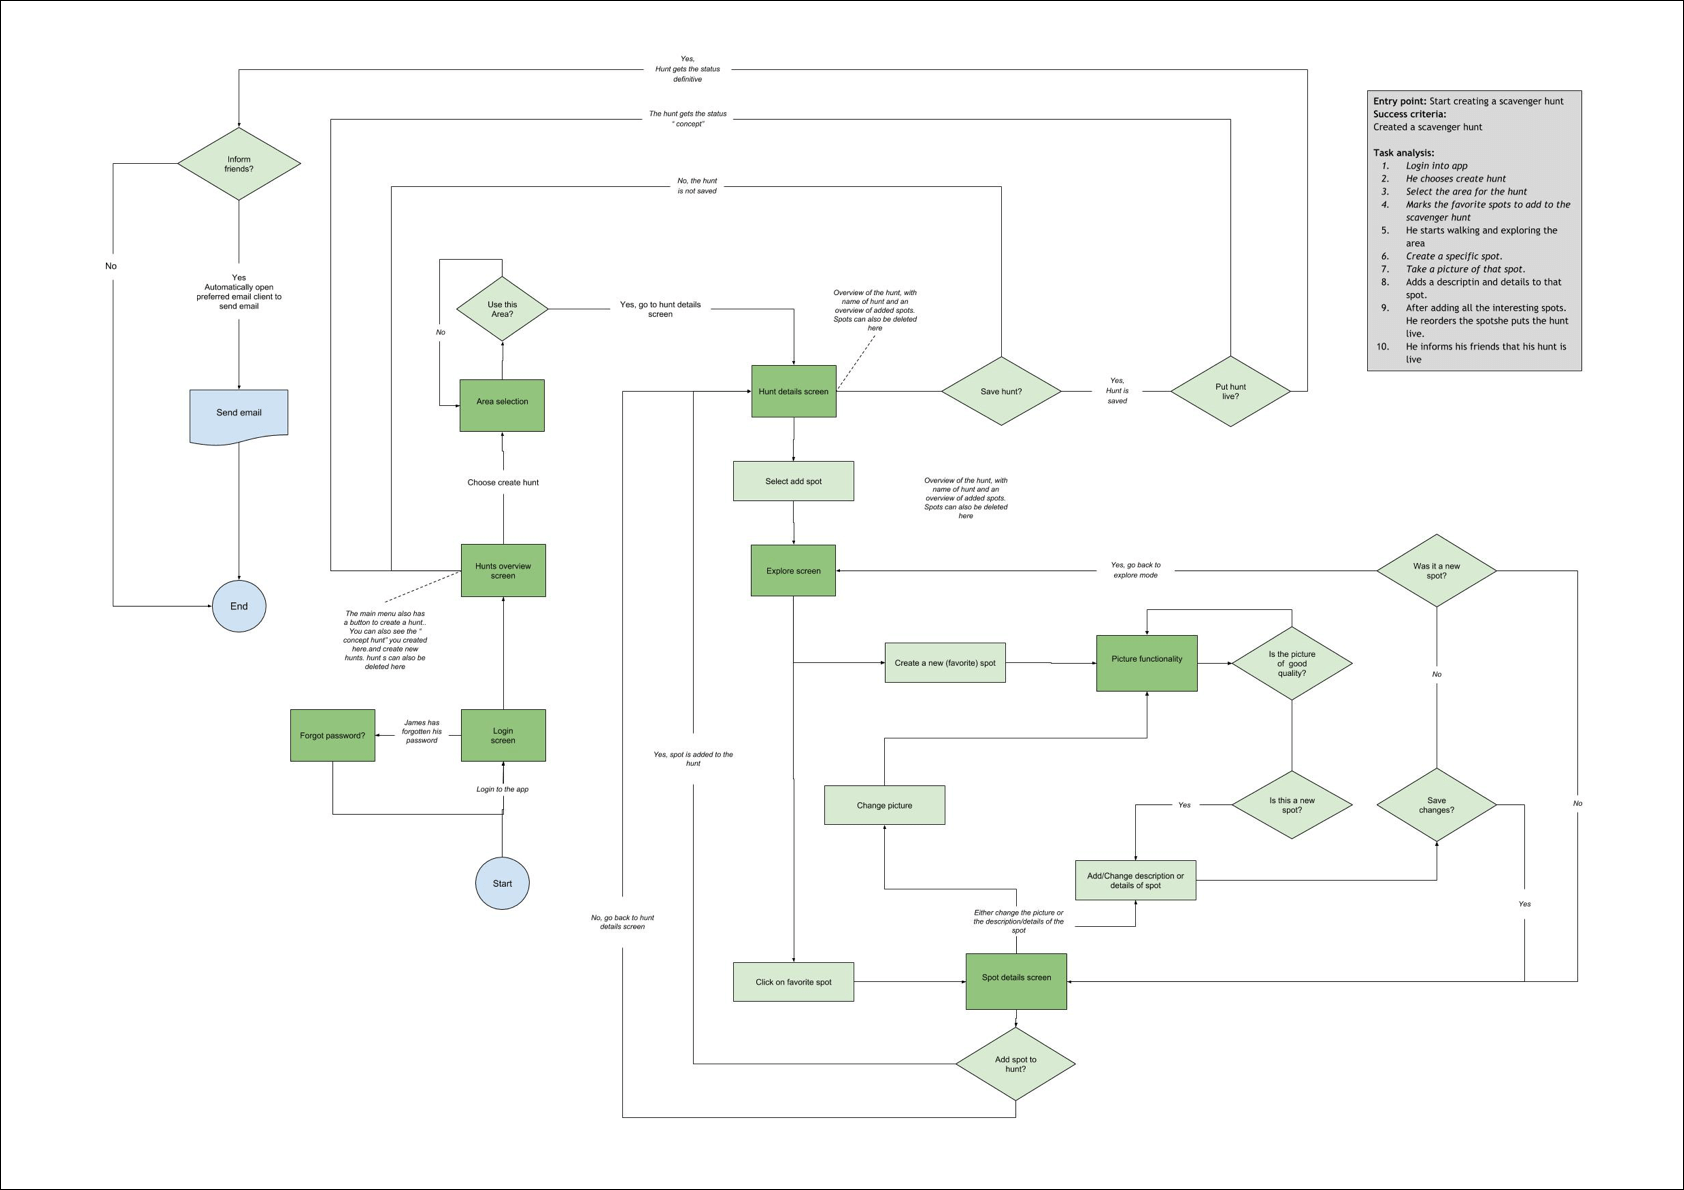 Yes,
Hunt gets the status
definitive
The hunt gets the status
“ concept”
No, the hunt
is not saved
Entry point: Start creating a scavenger hunt
Success criteria:
Created a scavenger hunt
Task analysis:
1. Login into app
2. He chooses create hunt
3. Select the area for the hunt
4. Marks the favorite spots to add to the
scavenger hunt
5. He starts walking and exploring the
area
6. Create a specific spot.
7. Take a picture of that spot.
8. Adds a descriptin and details to that
spot.
9. After adding all the interesting spots.
He reorders the spotshe puts the hunt
live.
10. He informs his friends that his hunt is
live
Inform
friends?
No
Yes
Automatically open
preferred email client to
send email
Send email
End
Use this
Area?
No
Yes, go to hunt details
screen
Overview of the hunt, with
name of hunt and an
overview of added spots.
Spots can also be deleted
here
Area selection
Hunt details screen
Save hunt?
Yes,
Hunt is
saved
Put hunt
live?
Choose create hunt
Select add spot
Overview of the hunt, with
name of hunt and an
overview of added spots.
Spots can also be deleted
here
Hunts overview
screen
Explore screen
Yes, go back to
explore mode
Was it a new
spot?
The main menu also has
a button to create a hunt..
You can also see the “
concept hunt” you created
here.and create new
hunts. hunt s can also be
deleted here
Create a new (favorite) spot
Picture functionality
Is the picture
of good
quality?
No
Forgot password?
James has
forgotten his
password
Login
screen
Login to the app
Yes, spot is added to the
hunt
Change picture
Yes
Is this a new
spot?
Save
changes?
No
Start
Add/Change description or
details of spot
Yes
No, go back to hunt
details screen
Either change the picture or
the description/details of the
spot
Click on favorite spot
Spot details screen
Add spot to
hunt?